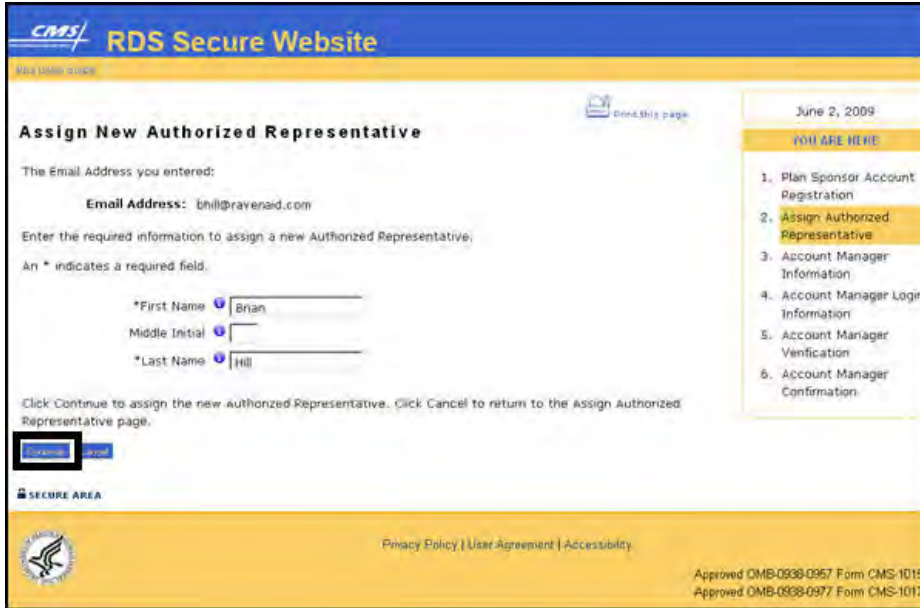 CMS/
RDS Secure Website
RDS USER GUIDE
Print this page
Assign New Authorized Representative
The Email Address you entered:
Email Address: bhill@ravenaid.com
Enter the required information to assign a new Authorized Representative.
An * indicates a required field.
*First Name Brian
Middle Initial
*Last Name Hill
Click Continue to assign the new Authorized Representative. Click Cancel to return to the Assign Authorized
Representative page.
Continue Cancel
SECURE AREA
June 2, 2009
YOU ARE HERE
1. Plan Sponsor Account
Registration
2. Assign Authorized
Representative
3. Account Manager
Information
4. Account Manager Login
Information
5. Account Manager
Verification
6. Account Manager
Confirmation
Privacy Policy | User Agreement | Accessibility
Approved OMB-0938-0957 Form CMS-1015
Approved OMB-0938-0977 Form CMS-1017